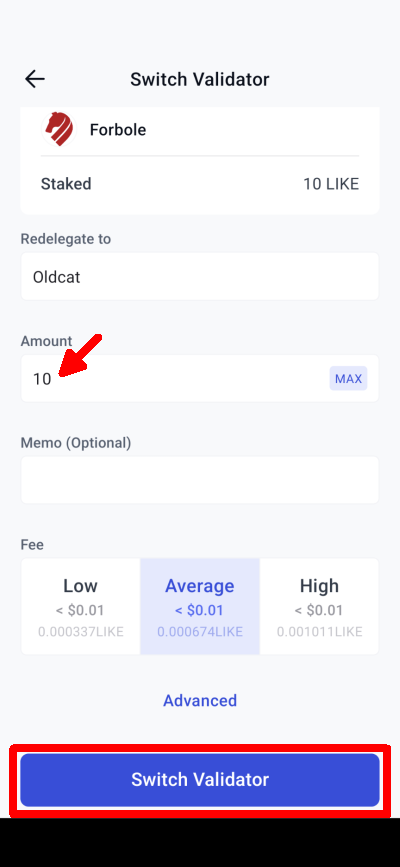 Switch Validator
Forbole
Staked 10 LIKE
Redelegate to
Oldcat
Amount
10 MAX
Memo (Optional)
Fee
Low Average High
< $0.01 < $0.01 < $0.01
0.000337LIKE 0.000674LIKE 0.001011LIKE
Advanced
Switch Validator